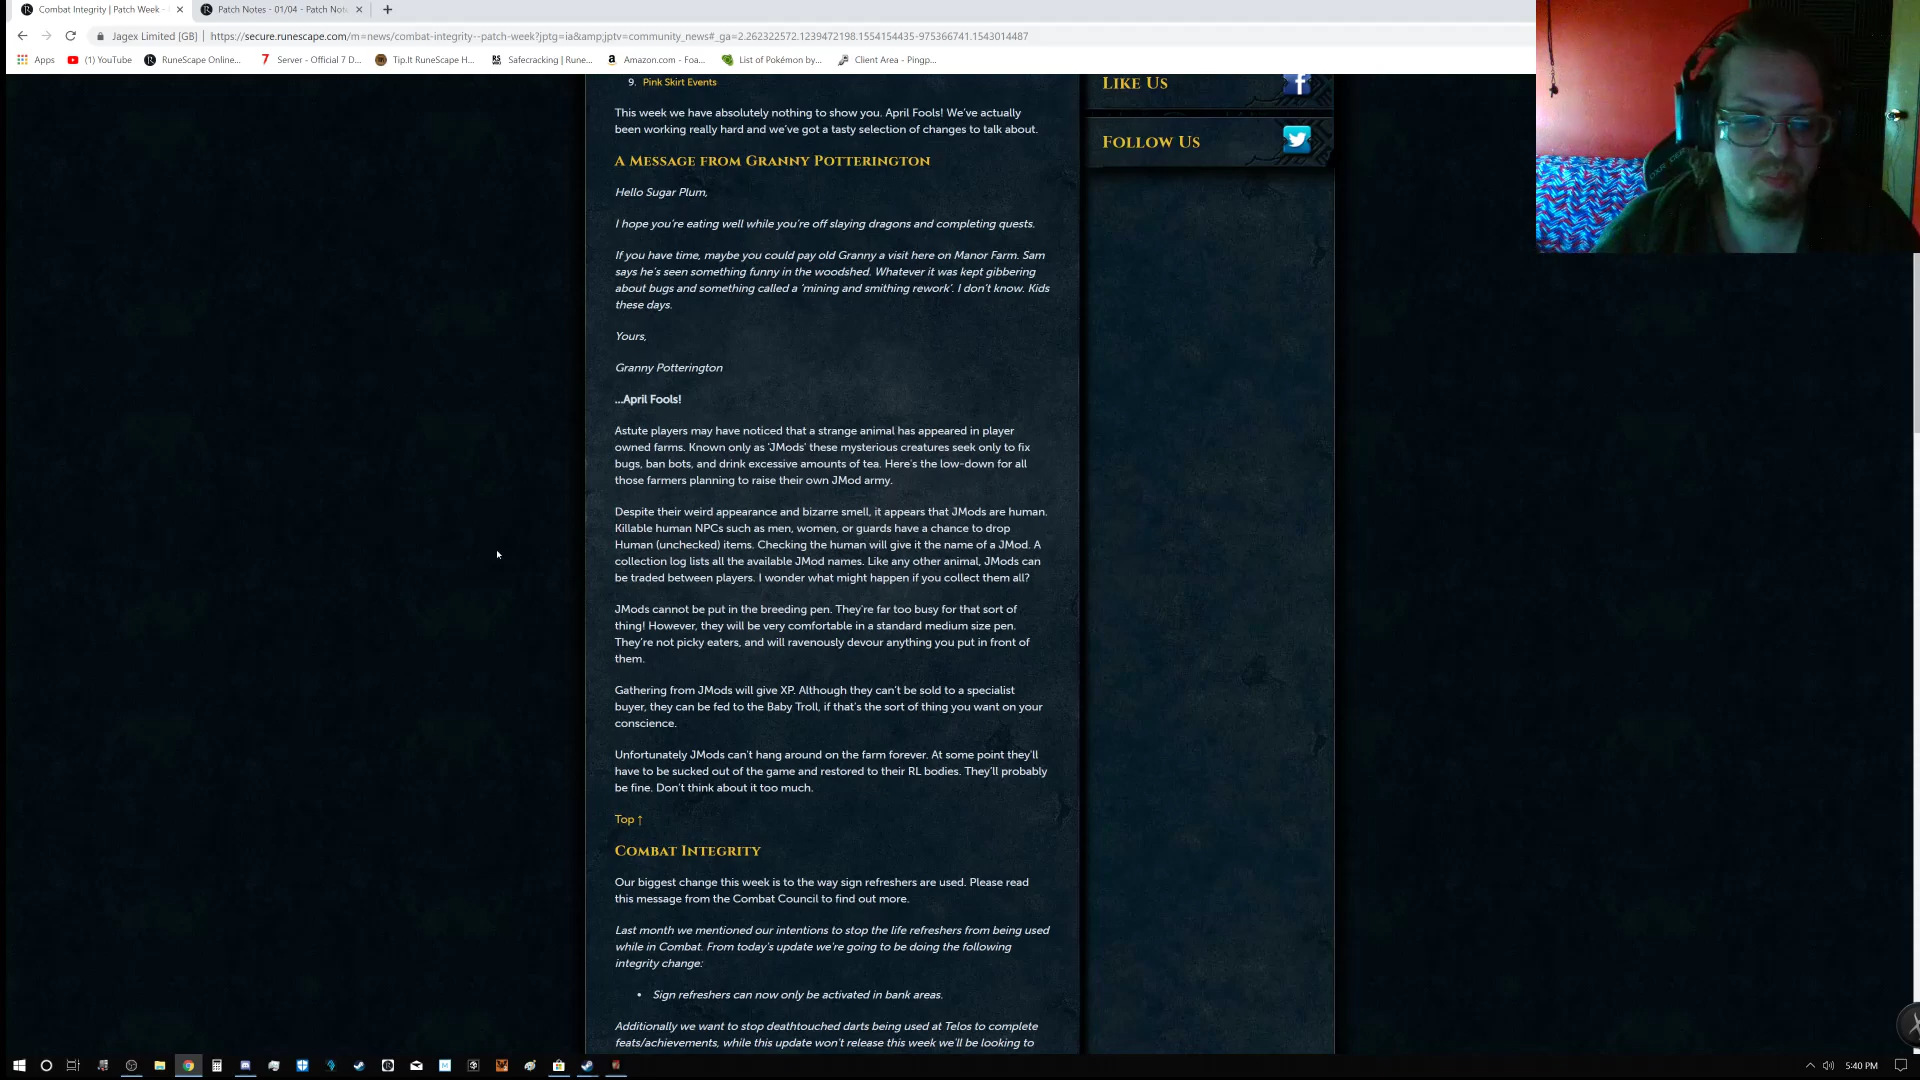 Combat Integrity | Patch Week -
Patch Notes - 01/04 - Patch Not
Jagex Limited [GB]
https://secure.runescape.com/m=news/combat-integrity--patch-week?jptg=ia&amp;jptv=community_news#_ga=2.262322572.1239472198.1554154435-975366741.1543014487
Apps
(1) YouTube
RuneScape Online...
Server - Official 7 D...
Tip.It RuneScape H...
Safecracking | Rune...
Amazon.com - Foa...
List of Pokémon by...
Client Area - Pingp...
9. Pink Skirt Events
This week we have absolutely nothing to show you. April Fools! We've actually
been working really hard and we've got a tasty selection of changes to talk about.
A Message from Granny Potterington
Hello Sugar Plum,
I hope you're eating well while you're off slaying dragons and completing quests.
If you have time, maybe you could pay old Granny a visit here on Manor Farm. Sam
says he's seen something funny in the woodshed. Whatever it was kept gibbering
about bugs and something called a 'mining and smithing rework'. I don't know. Kids
these days.
Yours,
Granny Potterington
...April Fools!
Astute players may have noticed that a strange animal has appeared in player
owned farms. Known only as 'JMods' these mysterious creatures seek only to fix
bugs, ban bots, and drink excessive amounts of tea. Here's the low-down for all
those farmers planning to raise their own JMod army.
Despite their weird appearance and bizarre smell, it appears that JMods are human.
Killable human NPCs such as men, women, or guards have a chance to drop
Human (unchecked) items. Checking the human will give it the name of a JMod. A
collection log lists all the available JMod names. Like any other animal, JMods can
be traded between players. I wonder what might happen if you collect them all?
JMods cannot be put in the breeding pen. They're far too busy for that sort of
thing! However, they will be very comfortable in a standard medium size pen.
They're not picky eaters, and will ravenously devour anything you put in front of
them.
Gathering from JMods will give XP. Although they can't be sold to a specialist
buyer, they can be fed to the Baby Troll, if that's the sort of thing you want on your
conscience.
Unfortunately JMods can't hang around on the farm forever. At some point they'll
have to be sucked out of the game and restored to their RL bodies. They'll probably
be fine. Don't think about it too much.
Top ↑
Combat Integrity
Our biggest change this week is to the way sign refreshers are used. Please read
this message from the Combat Council to find out more.
Last month we mentioned our intentions to stop the life refreshers from being used
while in Combat. From today's update we're going to be doing the following
integrity change:
• Sign refreshers can now only be activated in bank areas.
Additionally we want to stop deathtouched darts being used at Telos to complete
feats/achievements, while this update won't release this week we'll be looking to
Like Us
Follow Us
5:40 PM